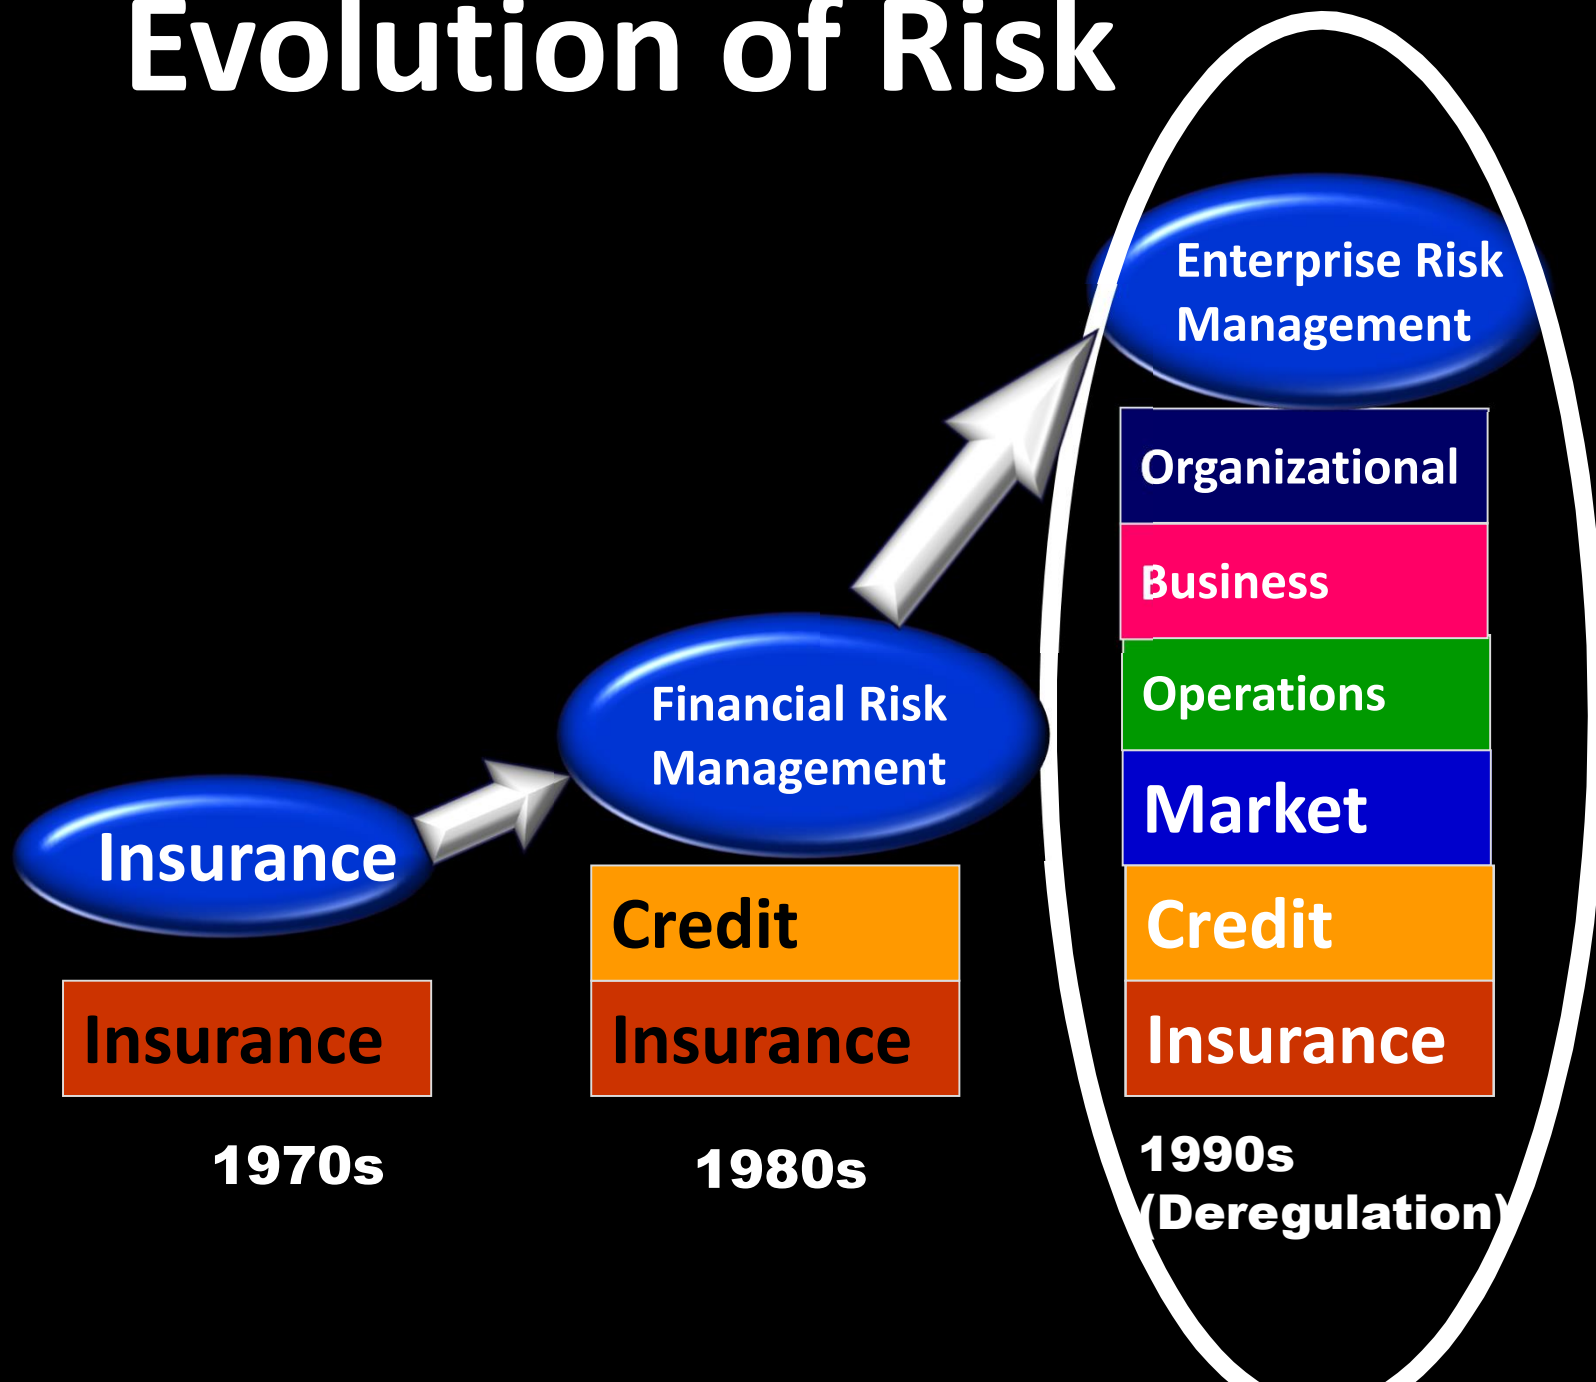 Evolution of Risk
Enterprise Risk
Management
Organizational
Business
Operations
Market
Credit
Insurance
1990s
(Deregulation)
Financial Risk
Management
Credit
Insurance
1980s
Insurance
Insurance
1970s